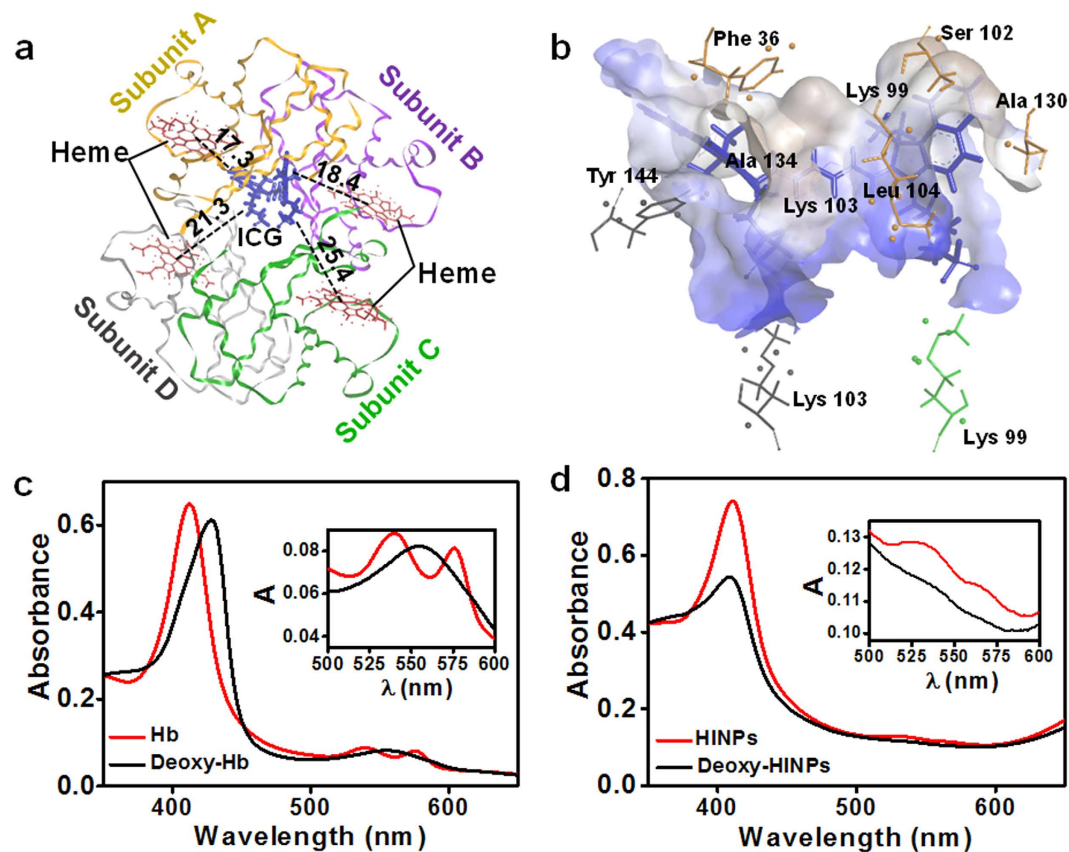 a
Subunit A
Subunit B
Heme
17.3
18.4
21.3
ICG
25.4
Heme
Subunit D
Subunit C
b
Phe 36
Ser 102
Lys 99
Ala 130
Tyr 144
Ala 134
Lys 103
Leu 104
Lys 103
Lys 99
c
Absorbance
0.6
0.4
0.2
0.0
A
0.08
0.06
0.04
500 525 550 575 600
λ (nm)
Hb
Deoxy-Hb
400 500 600
Wavelength (nm)
d
Absorbance
0.8
0.6
0.4
0.2
0.0
A
0.13
0.12
0.11
0.10
500 525 550 575 600
λ (nm)
HINPs
Deoxy-HINPs
400 500 600
Wavelength (nm)